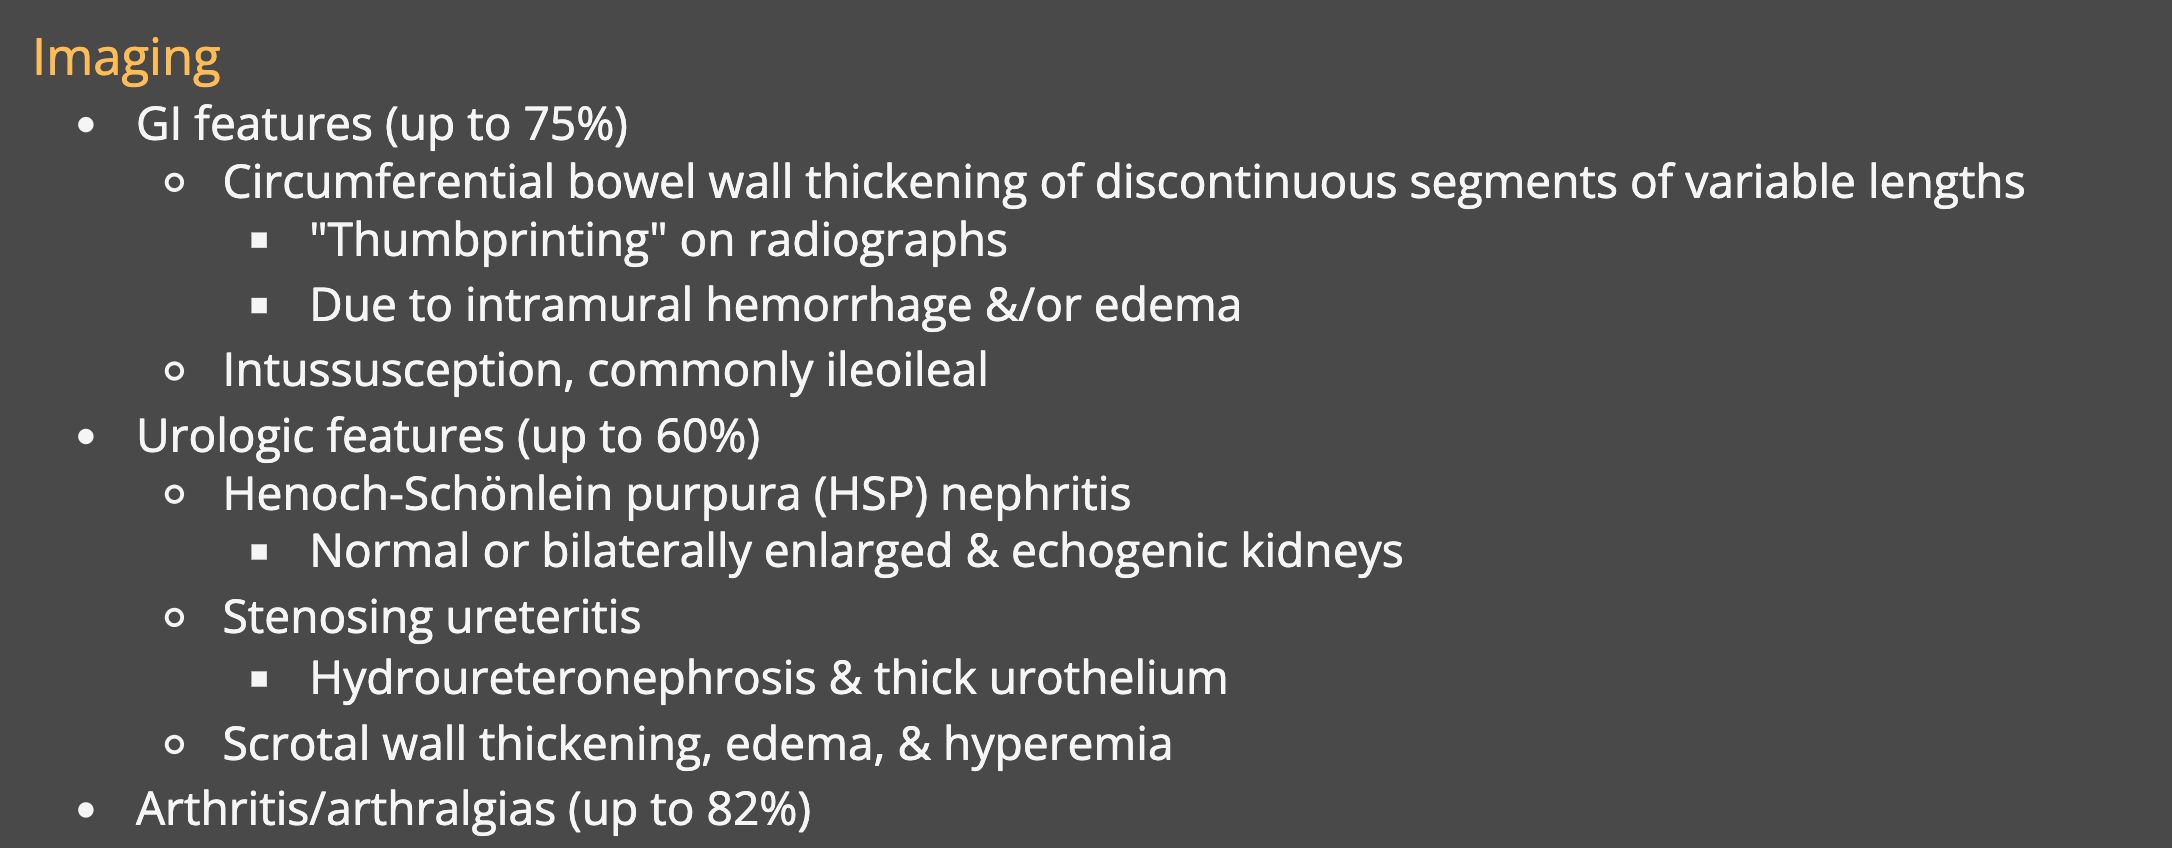 Imaging
• GI features (up to 75%)
○ Circumferential bowel wall thickening of discontinuous segments of variable lengths
▪ "Thumbprinting" on radiographs
▪ Due to intramural hemorrhage &/or edema
○ Intussusception, commonly ileoileal
• Urologic features (up to 60%)
○ Henoch-Schönlein purpura (HSP) nephritis
▪ Normal or bilaterally enlarged & echogenic kidneys
○ Stenosing ureteritis
▪ Hydroureteronephrosis & thick urothelium
○ Scrotal wall thickening, edema, & hyperemia
• Arthritis/arthralgias (up to 82%)